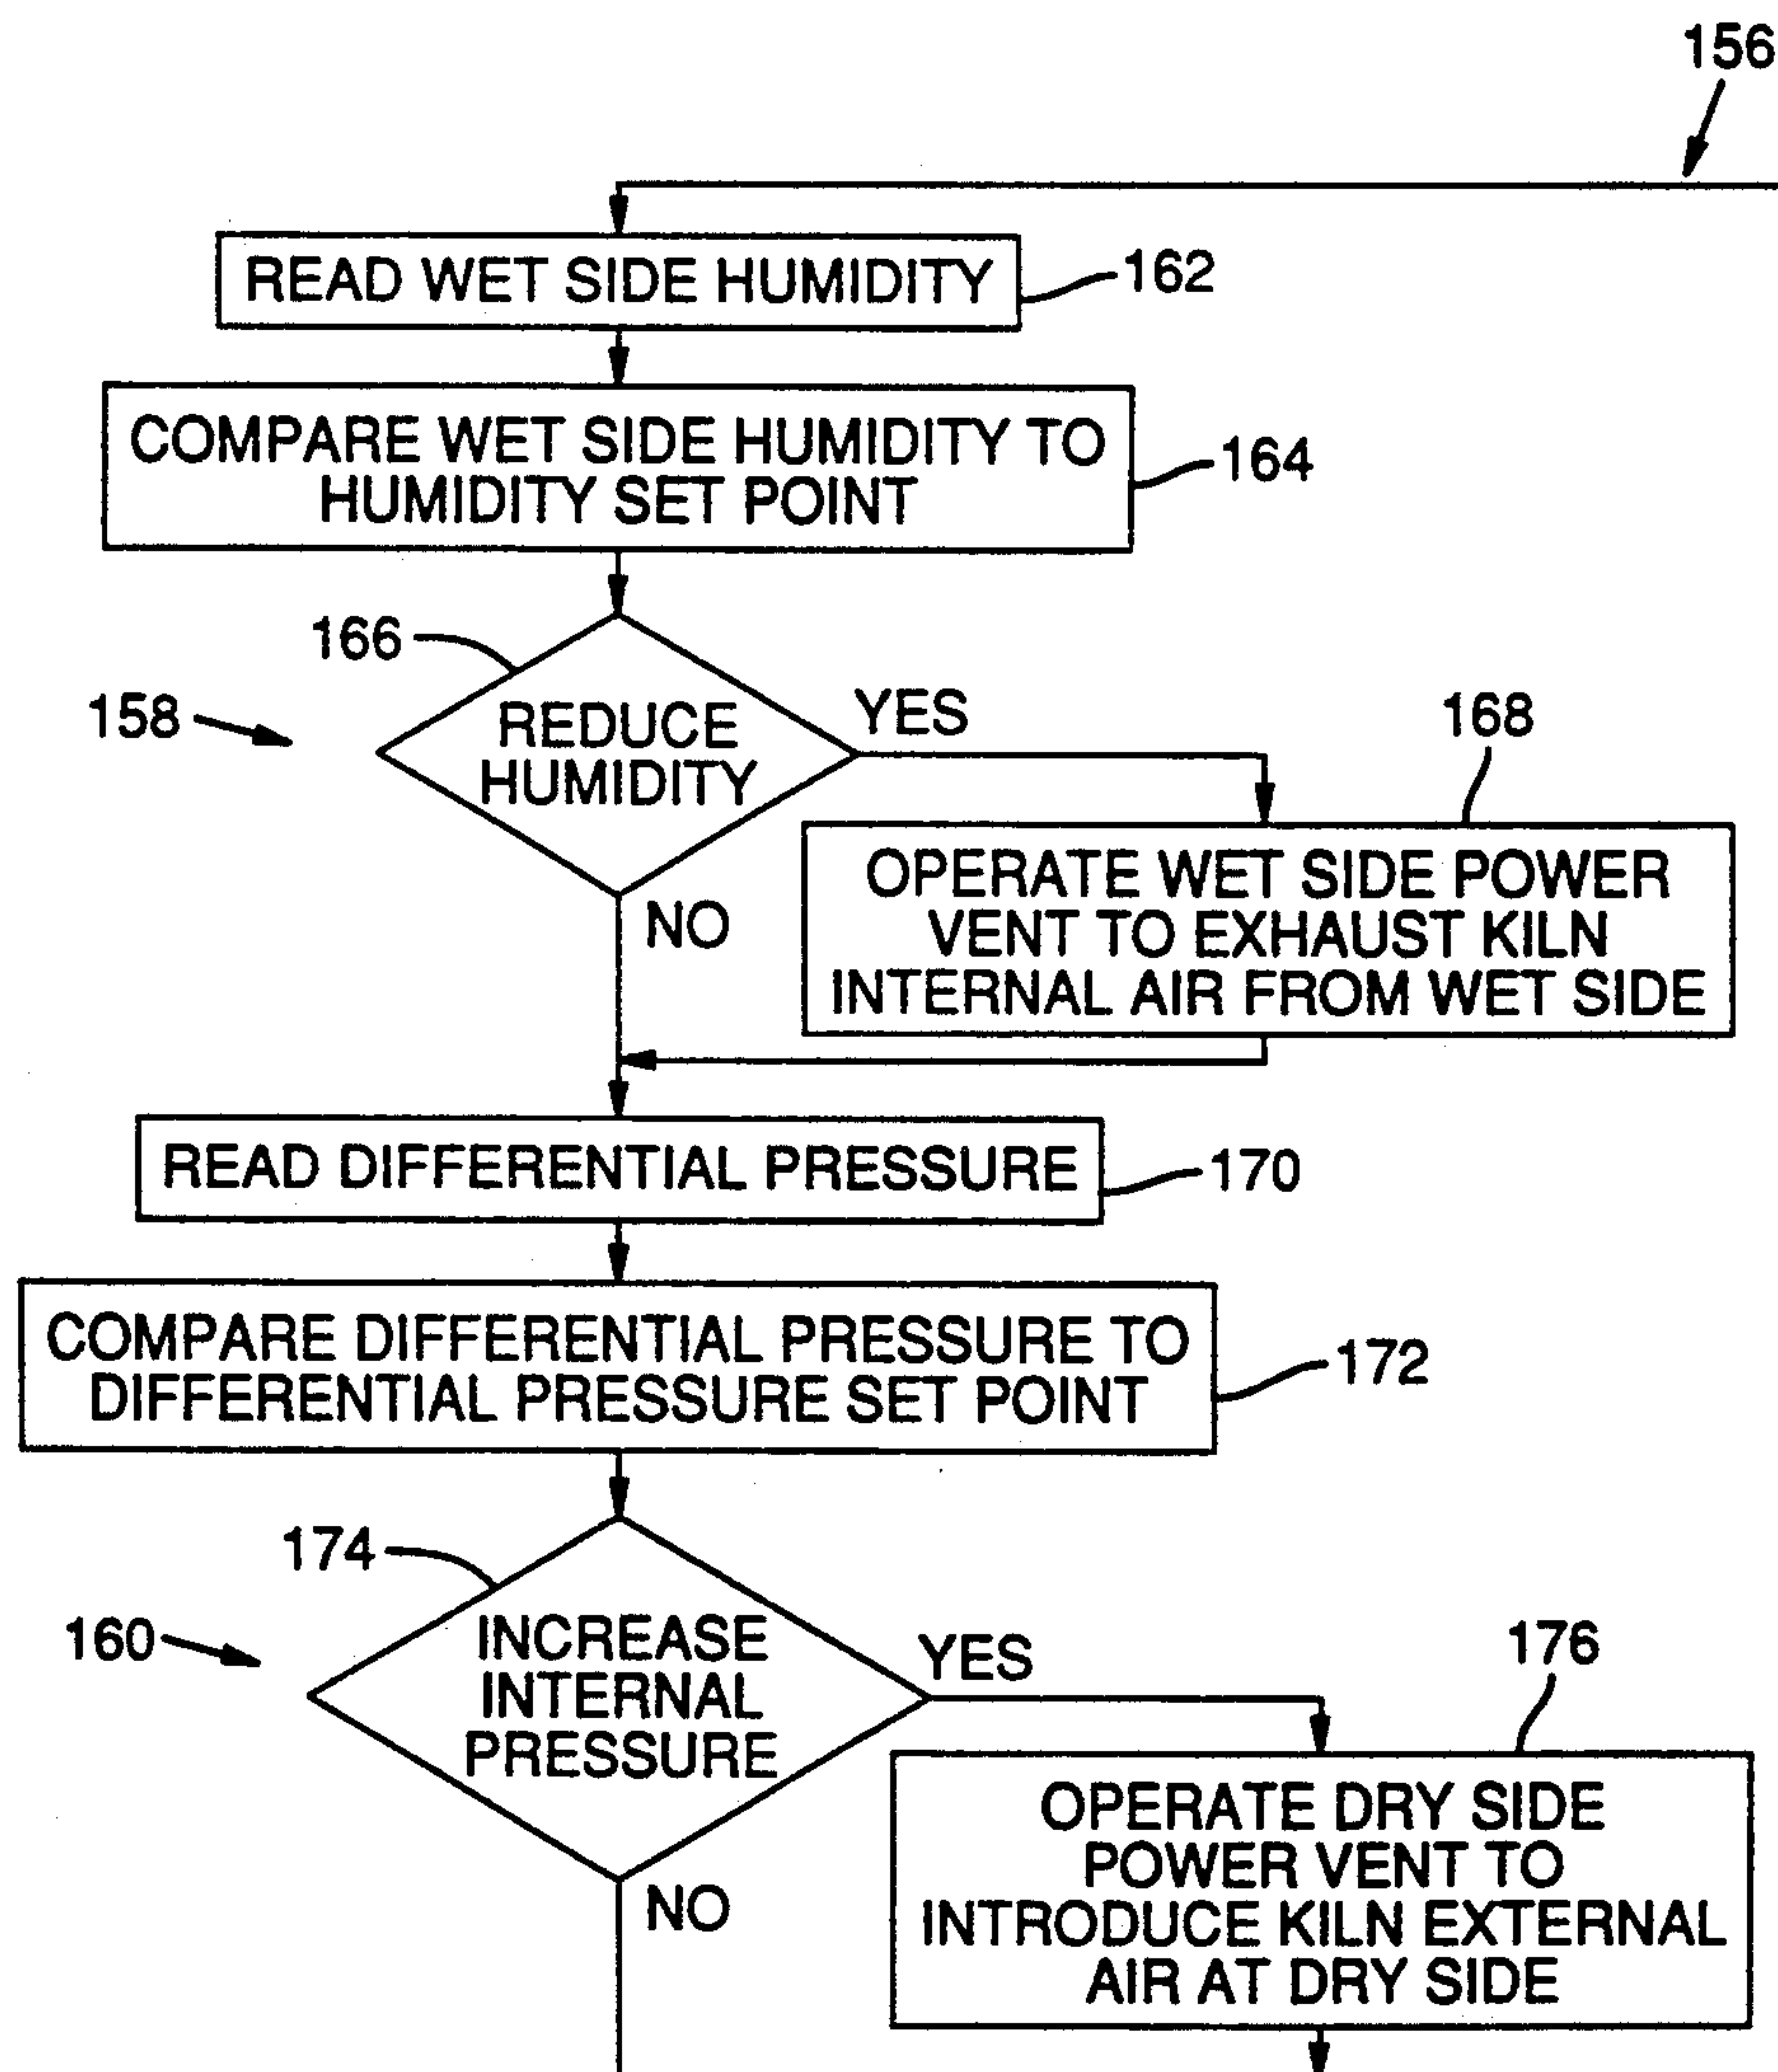 156
READ WET SIDE HUMIDITY
162
COMPARE WET SIDE HUMIDITY TO
HUMIDITY SET POINT
164
166
158
REDUCE
HUMIDITY
YES
168
NO
OPERATE WET SIDE POWER
VENT TO EXHAUST KILN
INTERNAL AIR FROM WET SIDE
READ DIFFERENTIAL PRESSURE
170
COMPARE DIFFERENTIAL PRESSURE TO
DIFFERENTIAL PRESSURE SET POINT
172
174
160
INCREASE
INTERNAL
PRESSURE
YES
176
NO
OPERATE DRY SIDE
POWER VENT TO
INTRODUCE KILN EXTERNAL
AIR AT DRY SIDE